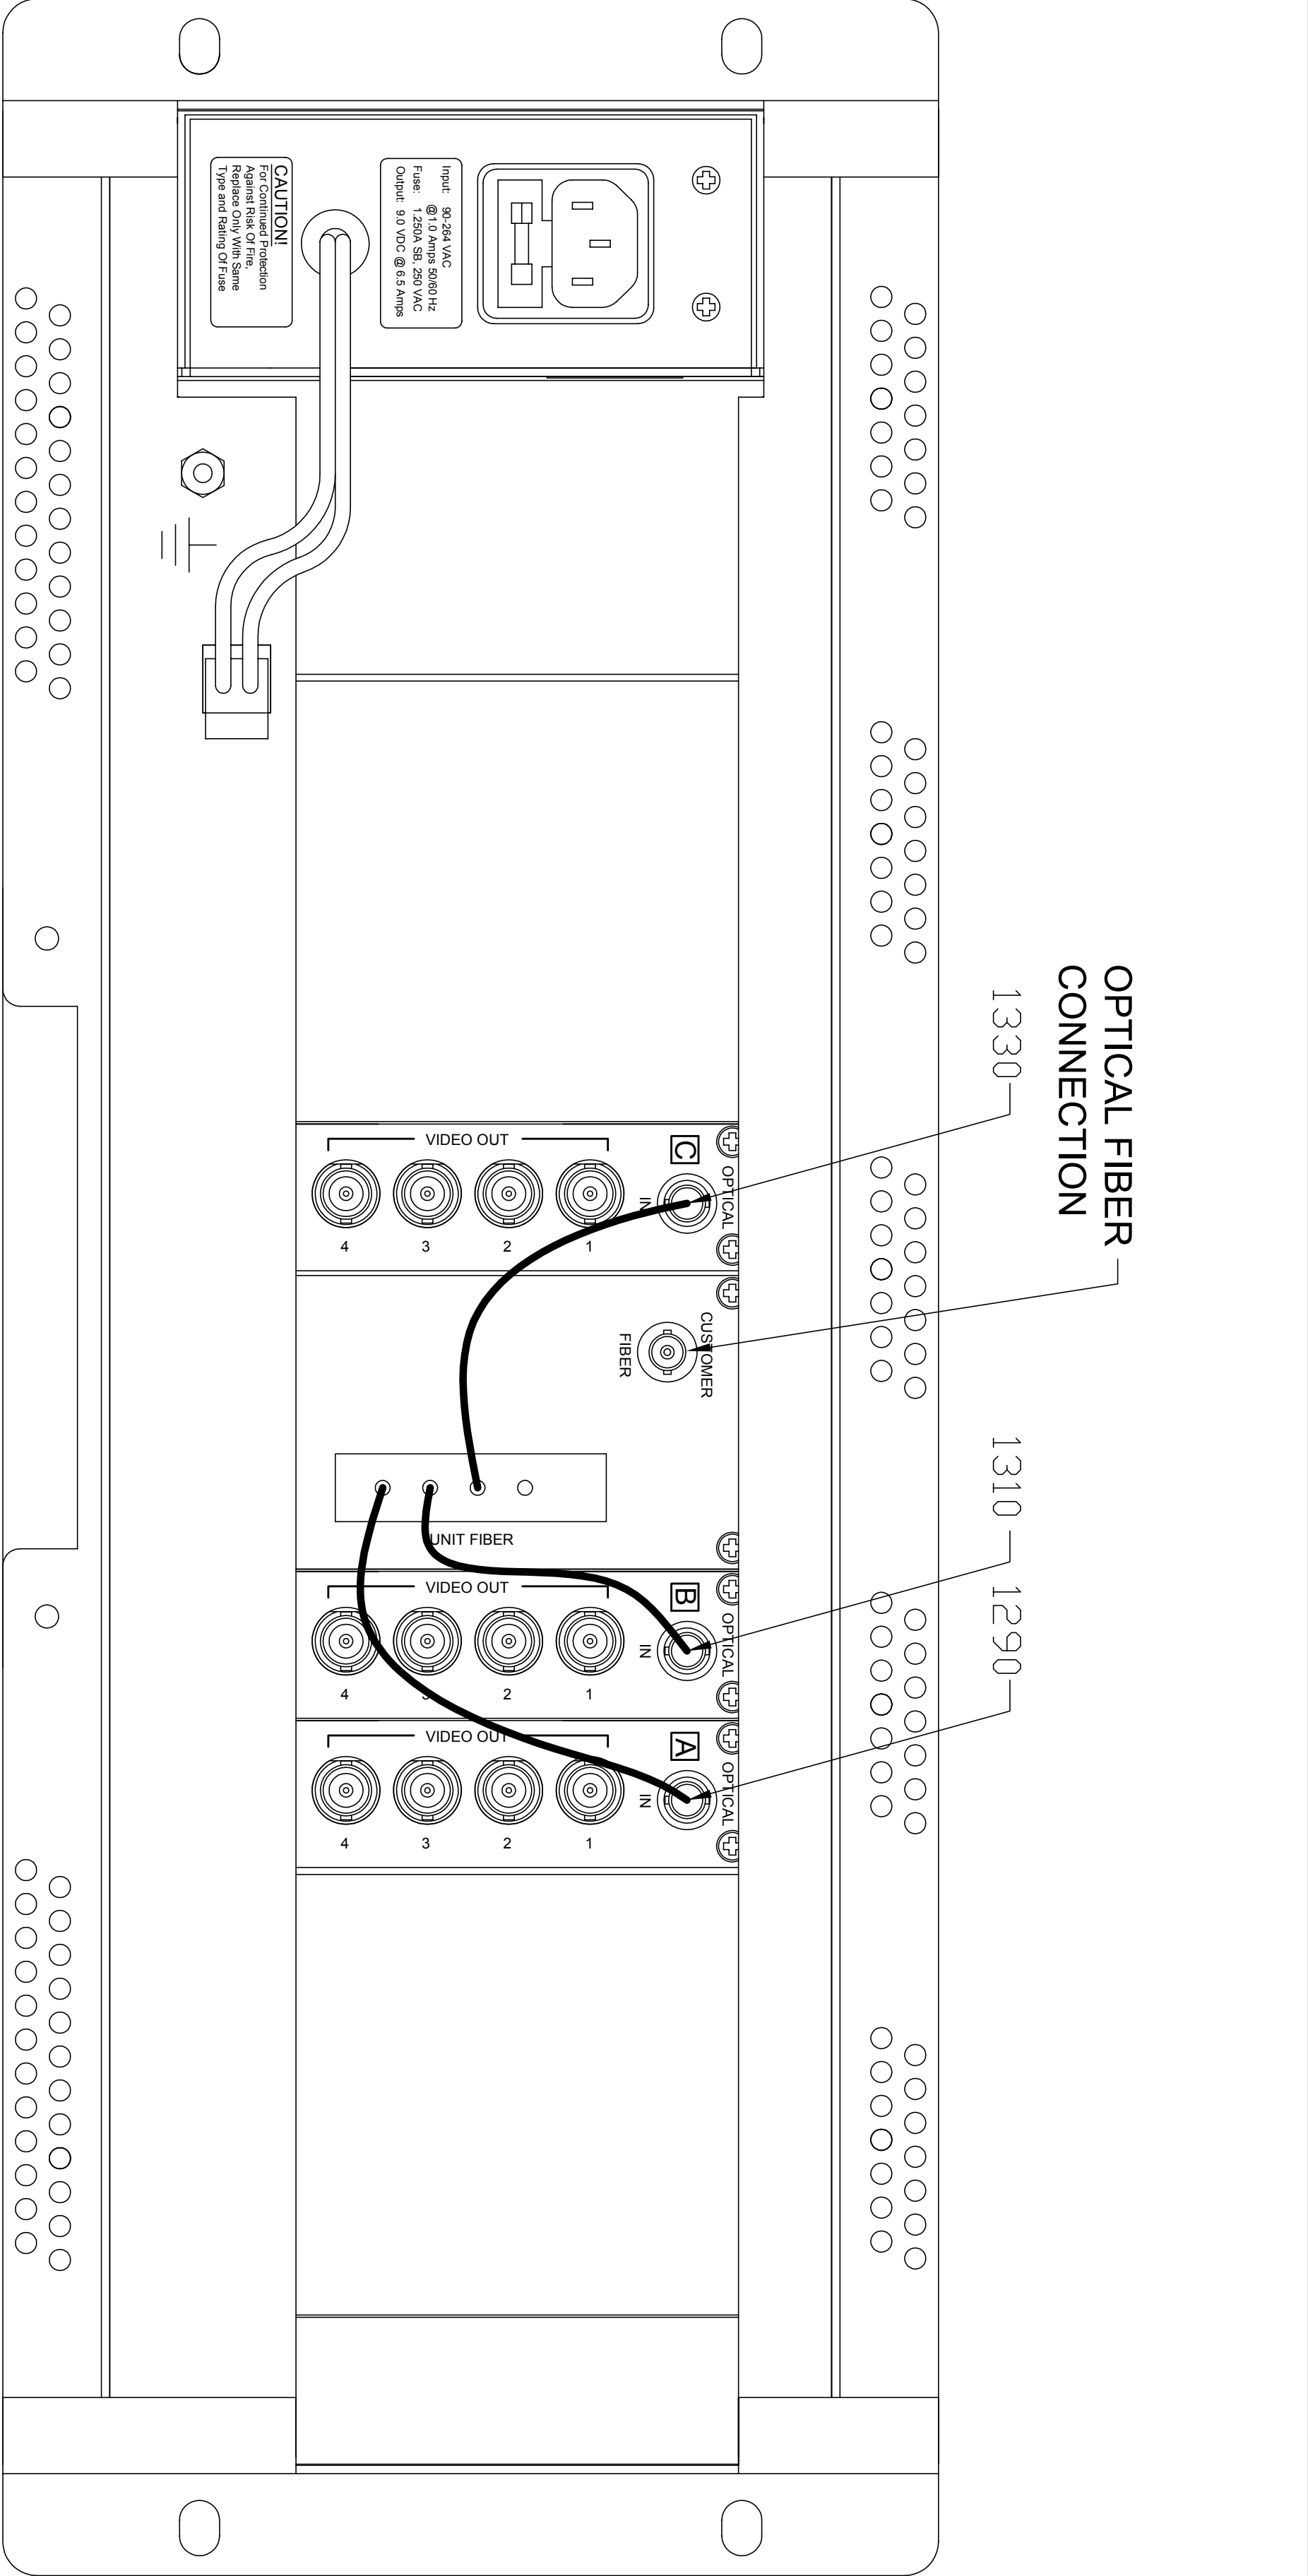 OPTICAL FIBER
CONNECTION
1330
1310
1290
Input: 90-264 VAC
@1.0 Amps 50/60 Hz
Fuse: 1.250A SB, 250 VAC
Output: 9.0 VDC @ 6.5 Amps
CAUTION!
For Continued Protection
Against Risk Of Fire,
Replace Only With Same
Type and Rating Of Fuse
OPTICAL
C
IN
VIDEO OUT
1
2
3
4
CUSTOMER
FIBER
UNIT FIBER
OPTICAL
B
IN
VIDEO OUT
1
2
3
4
OPTICAL
A
IN
VIDEO OUT
1
2
3
4